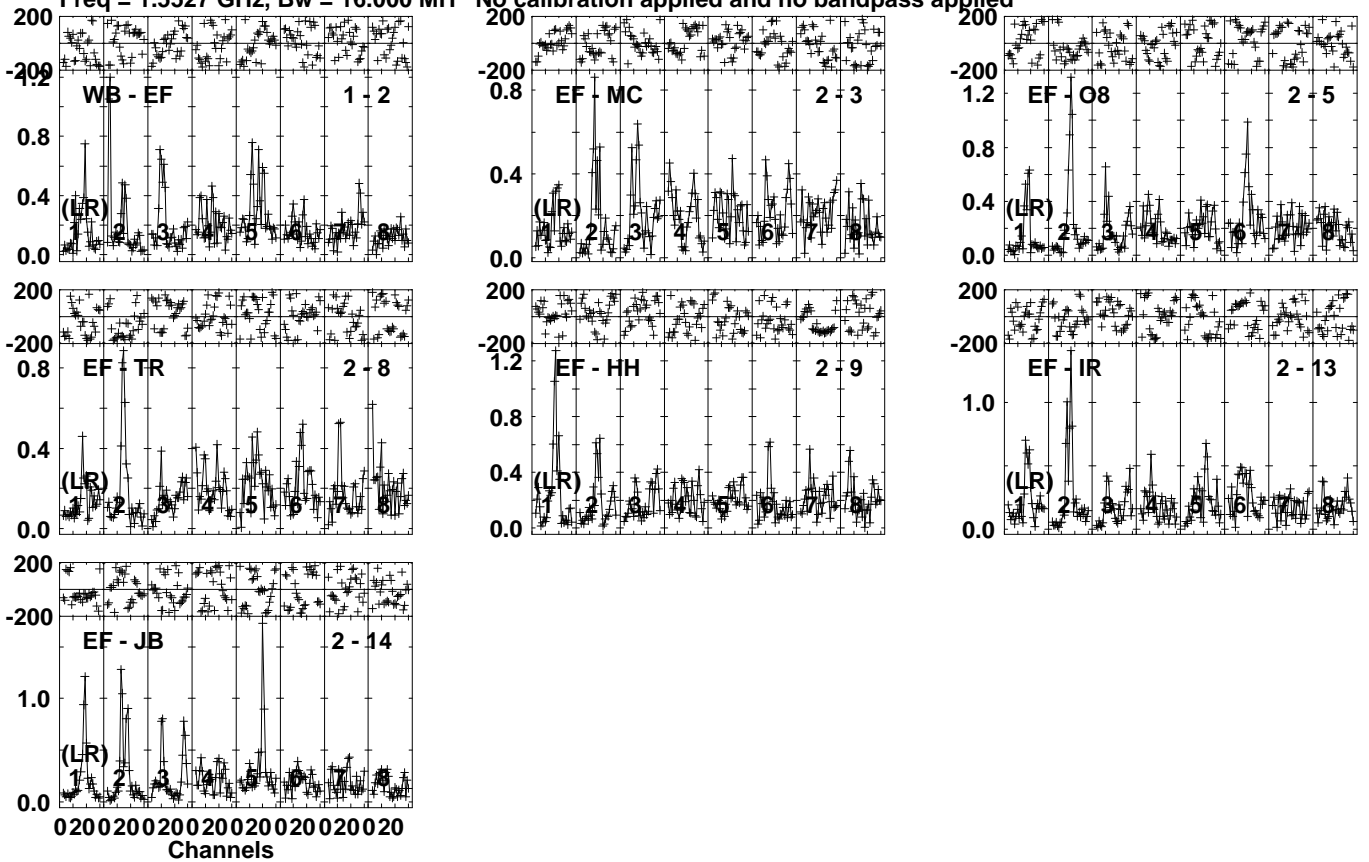 Freq = 1.5527 GHz, Bw = 16.000 MH No calibration applied and no bandpass applied
200
-200
1.2
0.8
0.4
0.0
WB - EF 1 - 2
(LR)
1 2 3 4 5 6 7 8
200
-200
0.8
0.4
0.0
EF - MC 2 - 3
(LR)
1 2 3 4 5 6 7 8
200
-200
1.2
0.8
0.4
0.0
EF - O8 2 - 5
(LR)
1 2 3 4 5 6 7 8
200
-200
0.8
0.4
0.0
EF - TR 2 - 8
(LR)
1 2 3 4 5 6 7 8
200
-200
1.2
0.8
0.4
0.0
EF - HH 2 - 9
(LR)
1 2 3 4 5 6 7 8
200
-200
1.0
0.0
EF - IR 2 - 13
(LR)
1 2 3 4 5 6 7 8
200
-200
1.0
0.0
EF - JB 2 - 14
(LR)
1 2 3 4 5 6 7 8
0 20 0 20 0 20 0 20 0 20 0 20 0 20 0 20
Channels